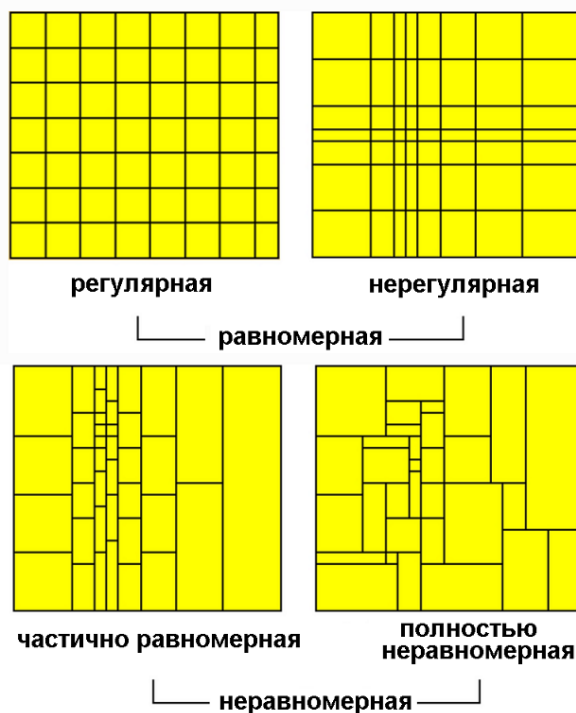 регулярная
нерегулярная
равномерная
частично равномерная
полностью
неравномерная
неравномерная